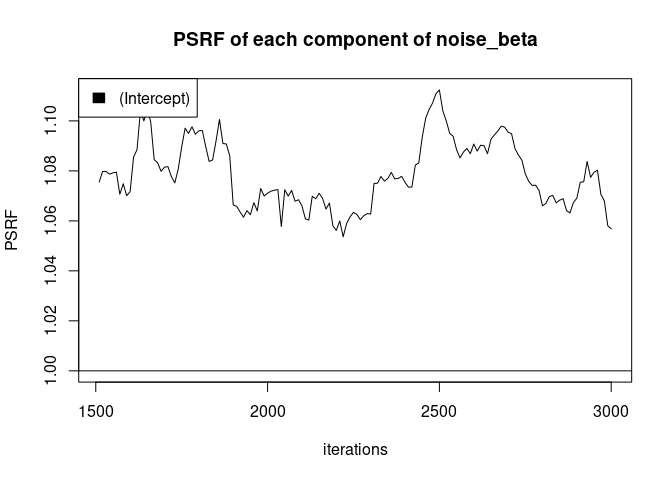 PSRF of each component of noise_beta
(Intercept)
PSRF
1.10
1.08
1.06
1.04
1.02
1.00
1500 2000 2500 3000
iterations